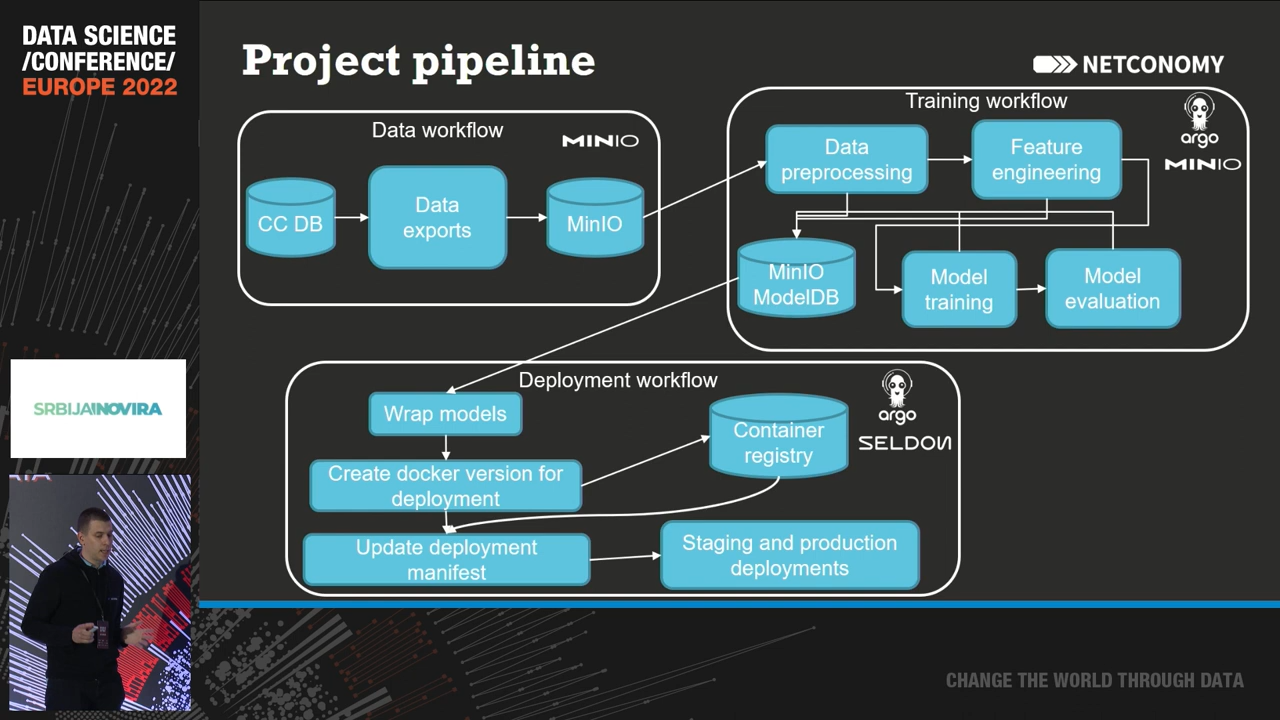 DATA SCIENCE
/CONFERENCE/
EUROPE 2022
Project pipeline
NETCONOMY
Data workflow
MINIO
CC DB
Data
exports
MinIO
Training workflow
argo
MINIO
Data
preprocessing
Feature
engineering
MinIO
ModelDB
Model
training
Model
evaluation
Deployment workflow
argo
SELDON
Wrap models
Create docker version for
deployment
Container
registry
Update deployment
manifest
Staging and production
deployments
SRBIJAINOVIRA
CHANGE THE WORLD THROUGH DATA